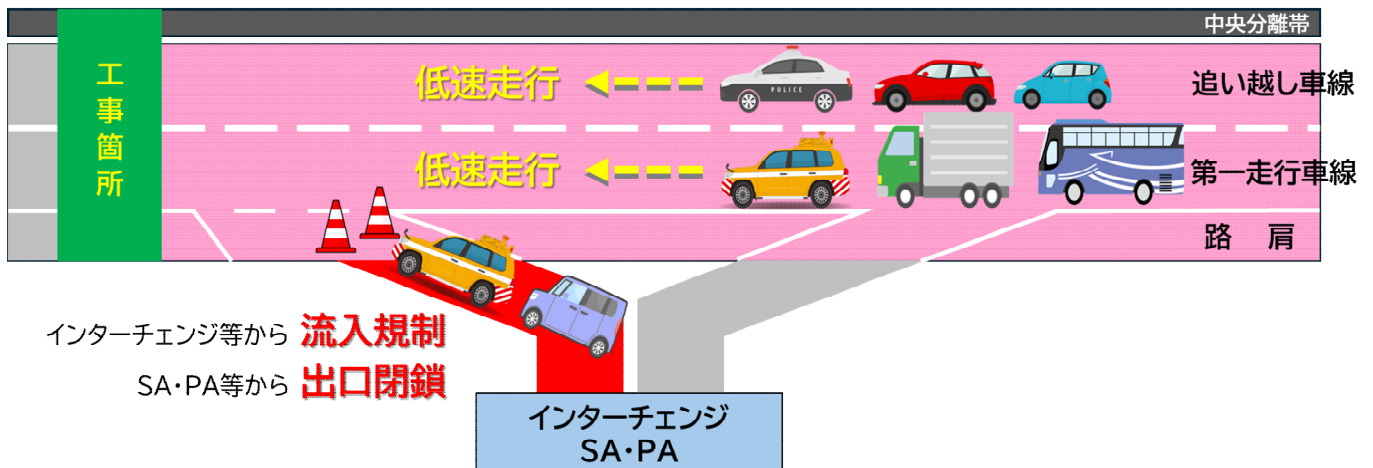 中央分離帯
工事箇所
低速走行
POLICE
追い越し車線
低速走行
第一走行車線
路　肩
インターチェンジ等から 流入規制
SA・PA等から 出口閉鎖
インターチェンジ
SA・PA